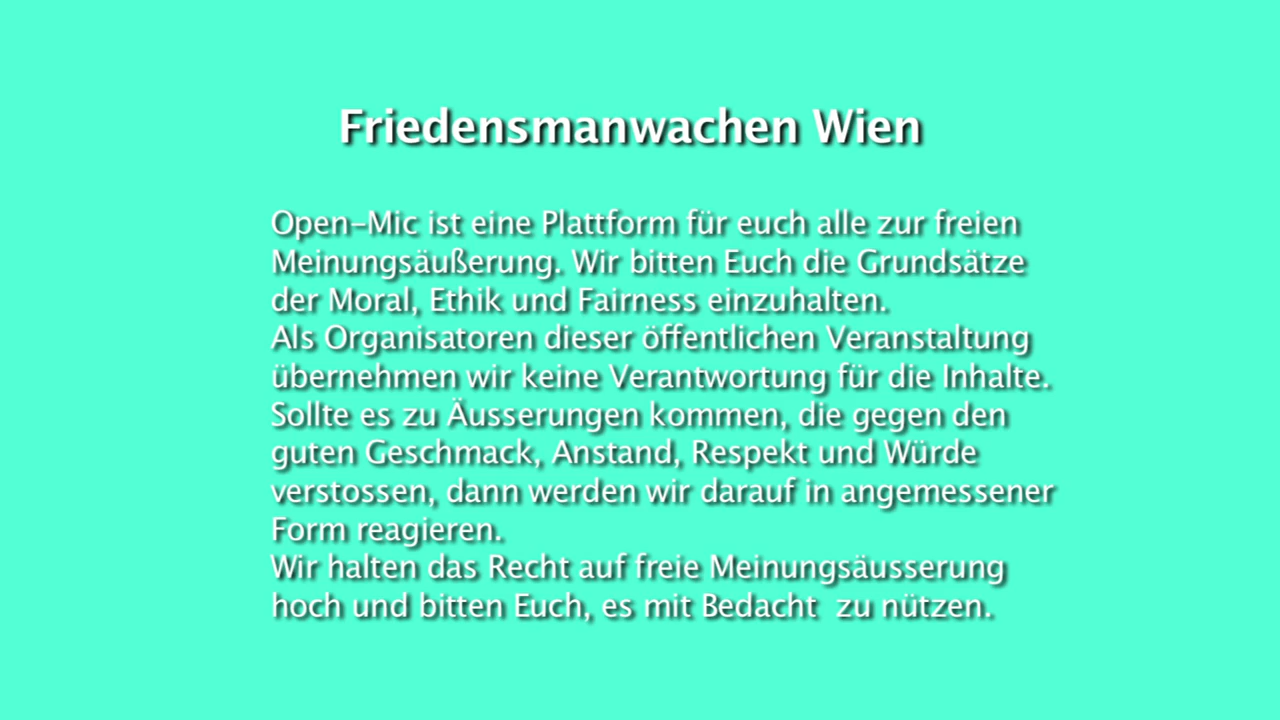 Friedensmanwachen Wien
Open-Mic ist eine Plattform für euch alle zur freien
Meinungsäußerung. Wir bitten Euch die Grundsätze
der Moral, Ethik und Fairness einzuhalten.
Als Organisatoren dieser öffentlichen Veranstaltung
übernehmen wir keine Verantwortung für die Inhalte.
Sollte es zu Äusserungen kommen, die gegen den
guten Geschmack, Anstand, Respekt und Würde
verstossen, dann werden wir darauf in angemessener
Form reagieren.
Wir halten das Recht auf freie Meinungsäusserung
hoch und bitten Euch, es mit Bedacht  zu nützen.